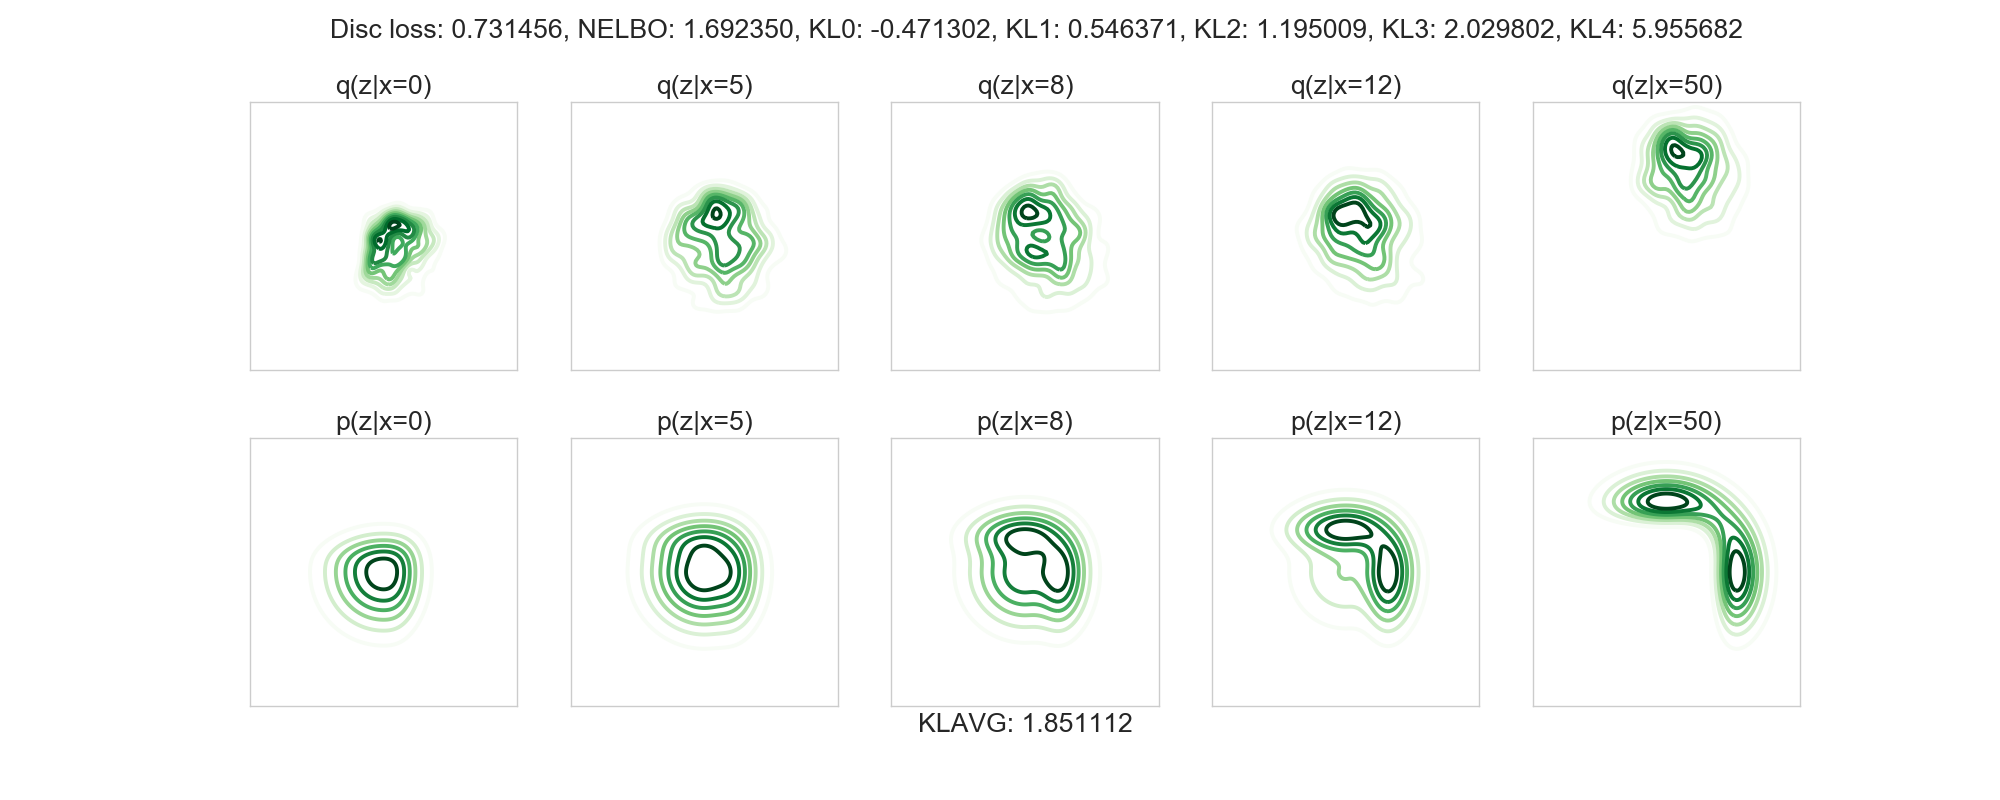 Disc loss: 0.731456, NELBO: 1.692350, KL0: -0.471302, KL1: 0.546371, KL2: 1.195009, KL3: 2.029802, KL4: 5.955682
q(z|x=0) q(z|x=5) q(z|x=8) q(z|x=12) q(z|x=50)
p(z|x=0) p(z|x=5) p(z|x=8) p(z|x=12) p(z|x=50)
KLAVG: 1.851112